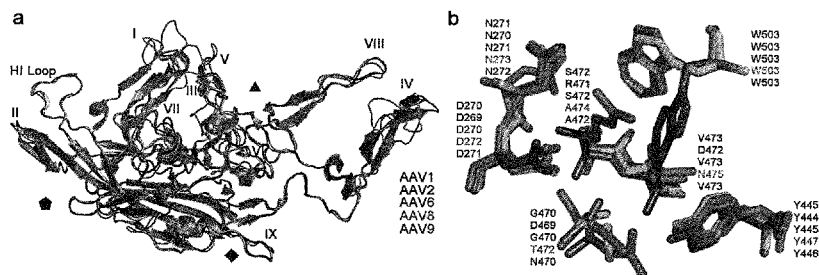 a
I
V
VIII
HI Loop
III
IV
II
VII
AAV1
AAV2
AAV6
AAV8
AAV9
IX
b
N271
N270
N271
N273
N272
S472
R471
S472
A474
A472
W503
W503
W503
W503
W503
D270
D269
D270
D272
D271
V473
D472
V473
N475
V473
G470
D469
G470
T472
N470
Y445
Y444
Y445
Y447
Y446